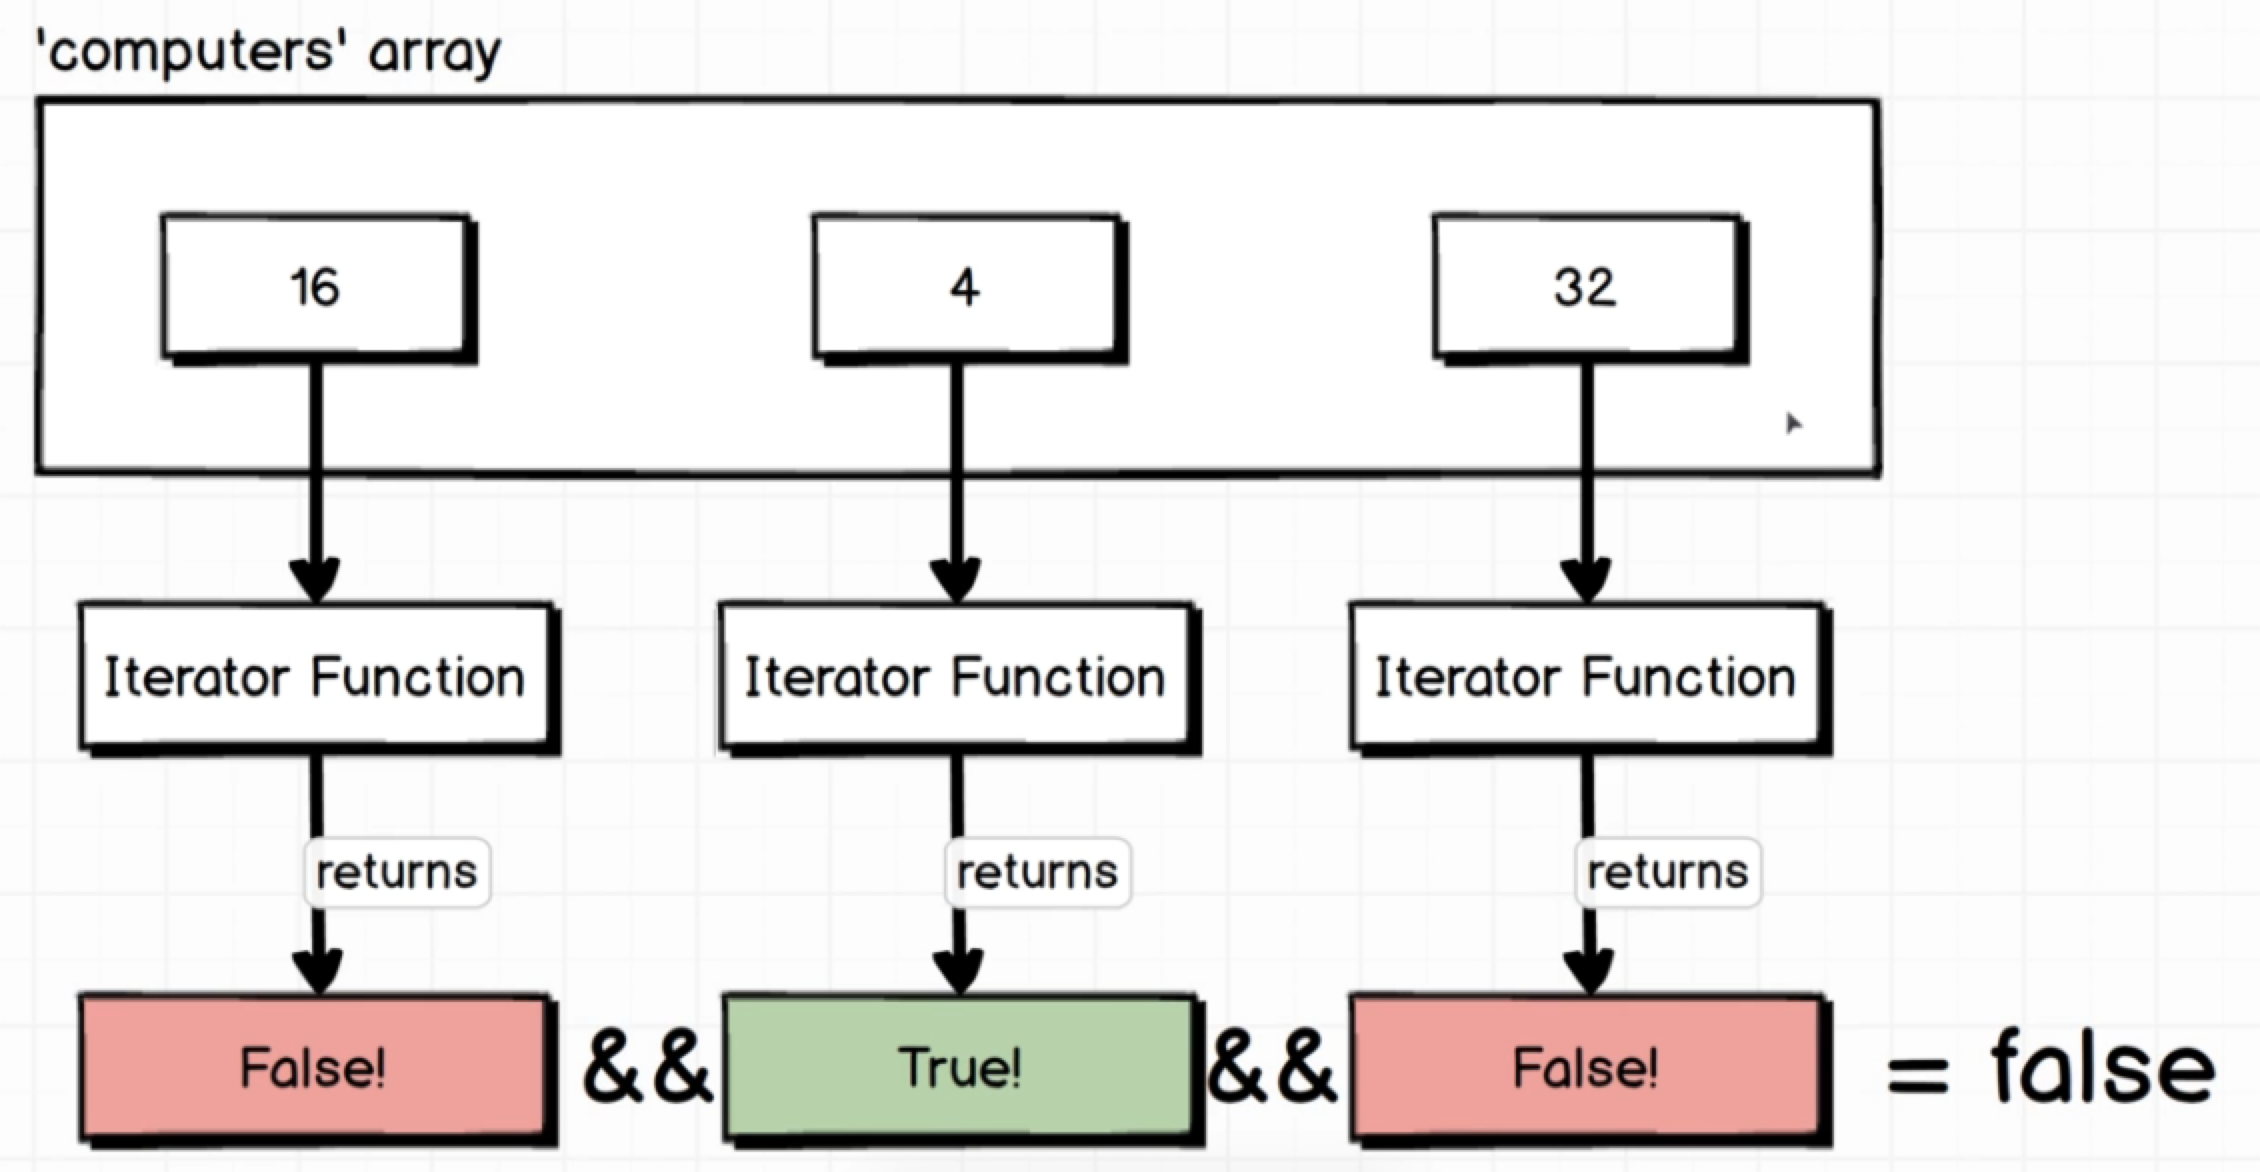 'computers' array
16 4 32
Iterator Function Iterator Function Iterator Function
returns returns returns
False! && True! && False! = false